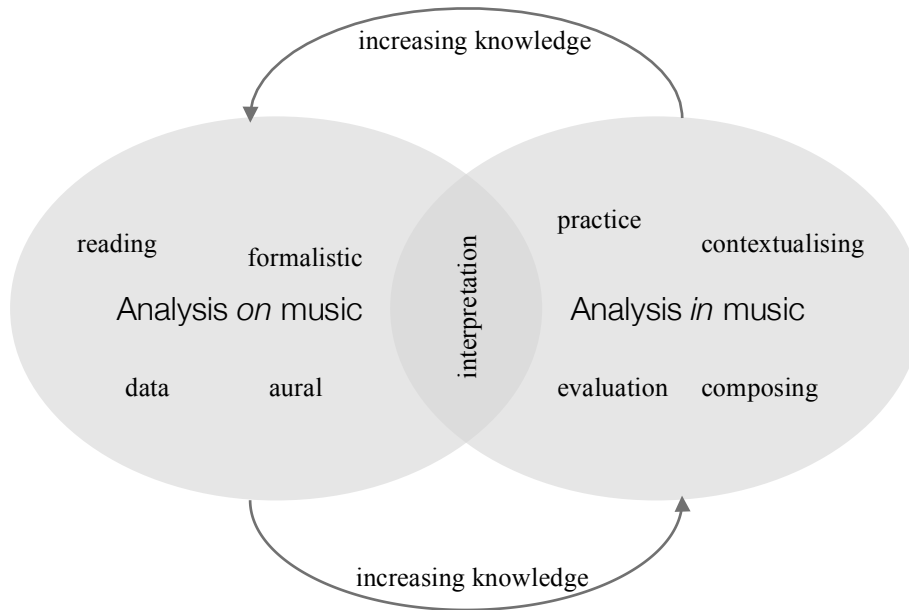 increasing knowledge
reading
formalistic
Analysis on music
data
aural
interpretation
practice
contextualising
Analysis in music
evaluation
composing
increasing knowledge